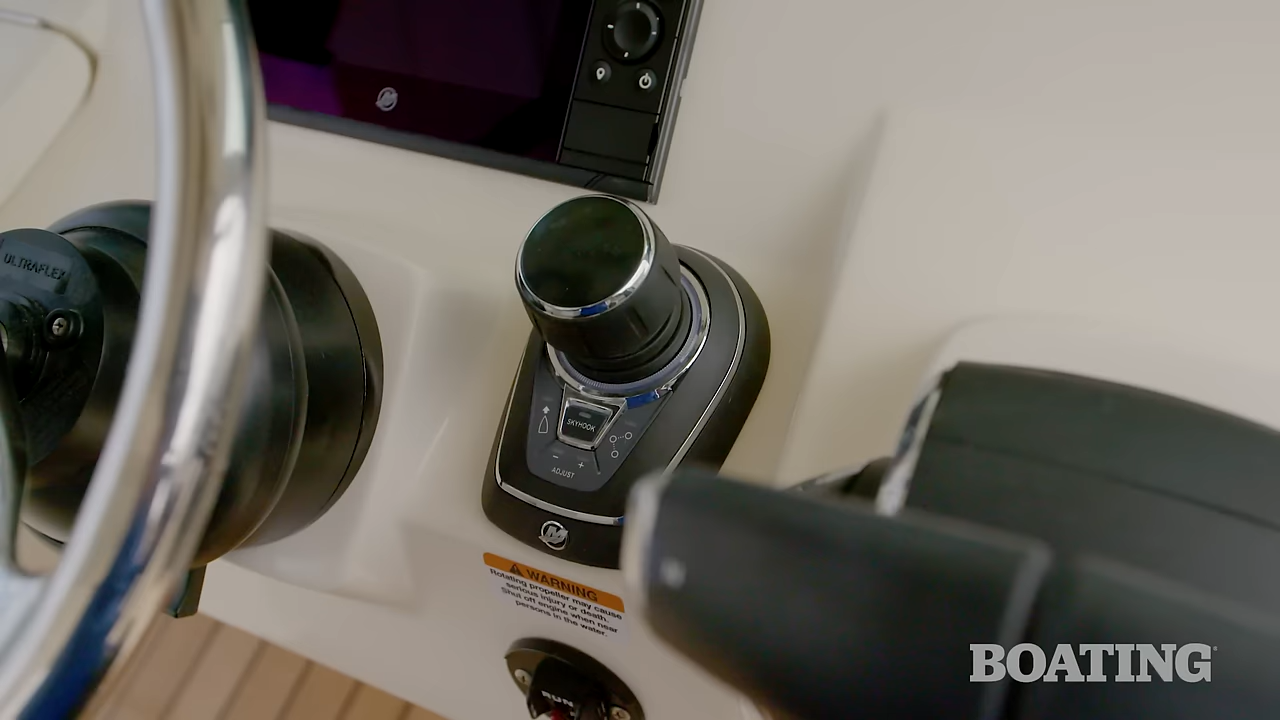 ULTRAFLEX
SKYHOOK
- +
ADJUST
WARNING
Rotating propeller may cause
serious injury or death.
Shut off engine when near
persons in the water.
RUN
BOATING